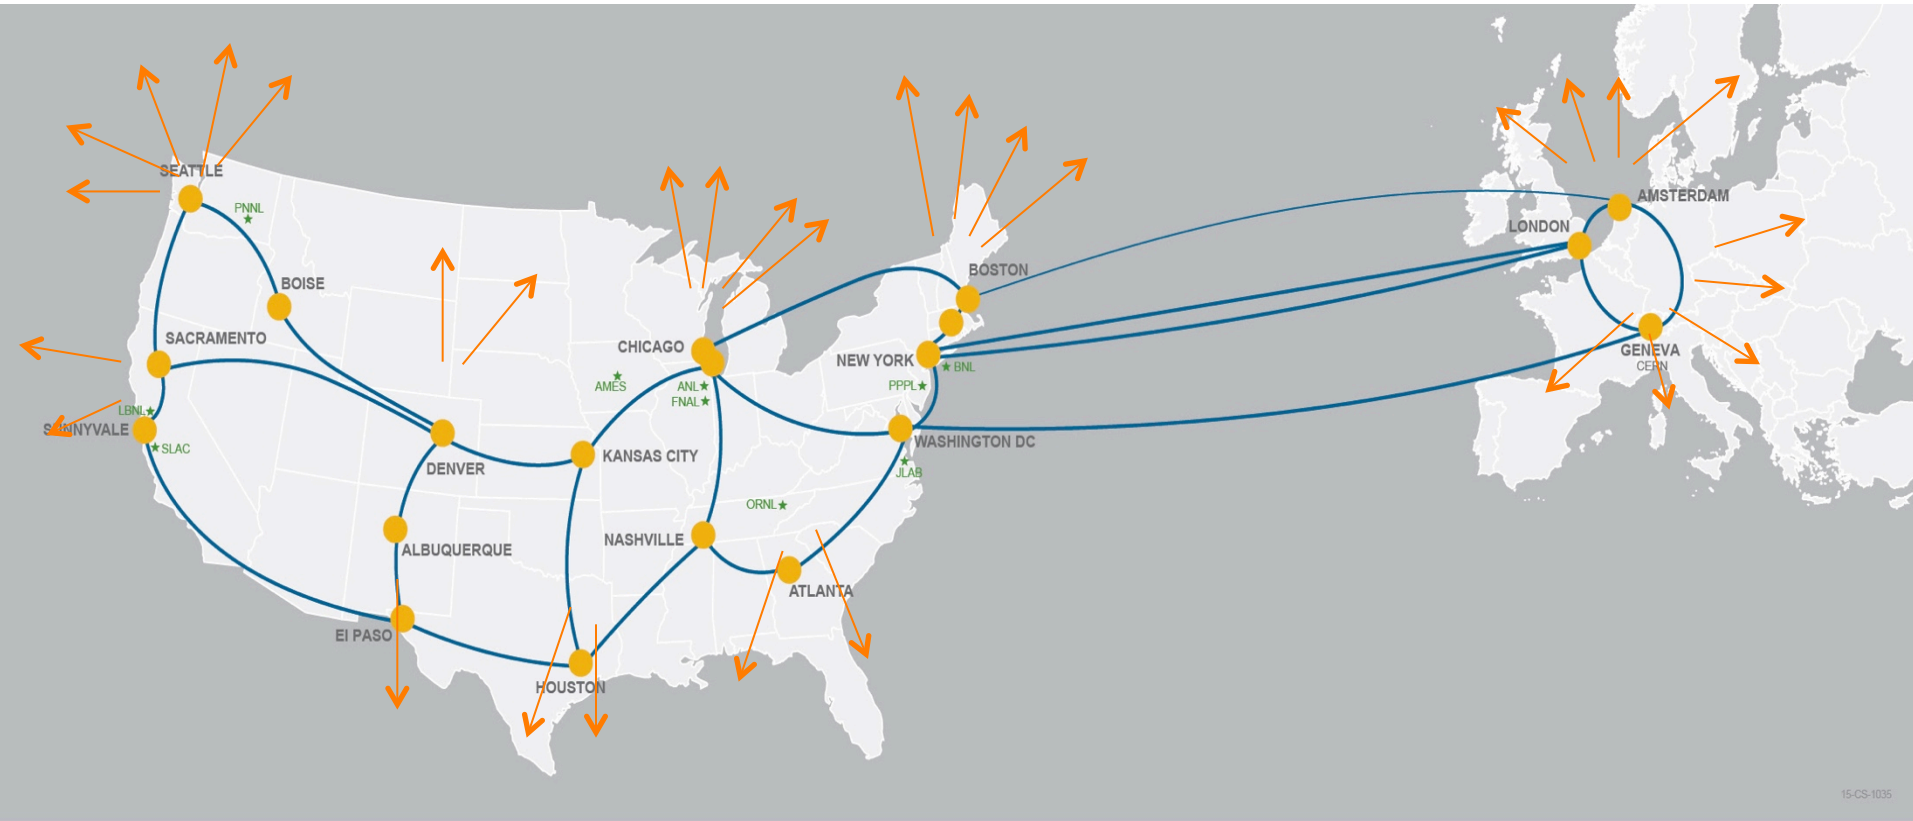 SEATTLE
PNNL
BOISE
SACRAMENTO
LBNL
SUNNYVALE
SLAC
DENVER
ALBUQUERQUE
El PASO
KANSAS CITY
HOUSTON
CHICAGO
AMES
ANL
FNAL
NASHVILLE
ORNL
ATLANTA
BOSTON
NEW YORK
BNL
PPPL
WASHINGTON DC
JLAB
AMSTERDAM
LONDON
GENEVA
CERN
15-CS-1035